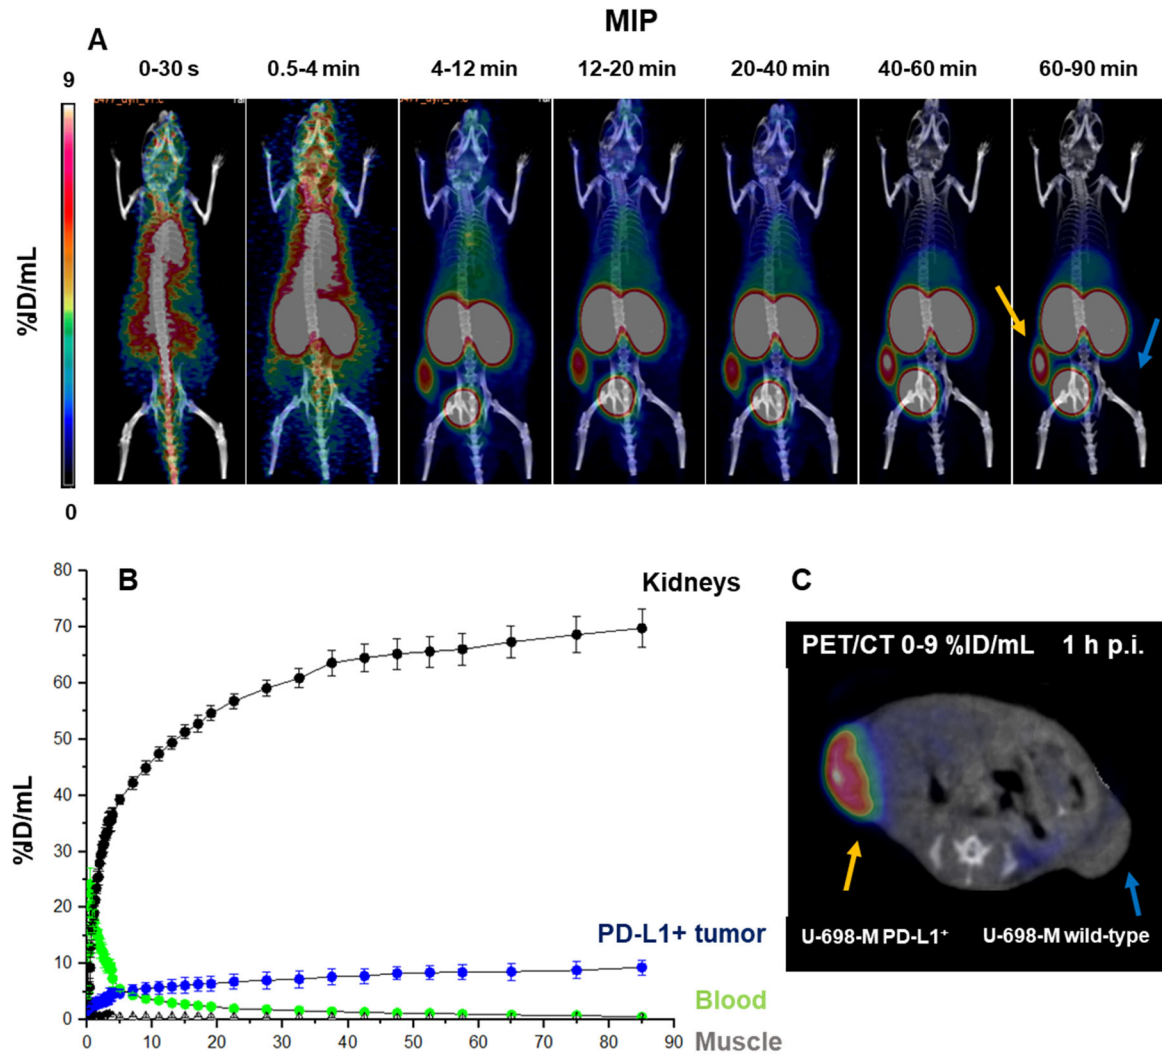 MIP
A
0-30 s 0.5-4 min 4-12 min 12-20 min 20-40 min 40-60 min 60-90 min
9
%ID/mL
0
B
80
70
60
50
40
30
20
10
0
%ID/mL
Kidneys
PD-L1+ tumor
Blood
Muscle
0 10 20 30 40 50 60 70 80 90
C
PET/CT 0-9 %ID/mL 1 h p.i.
U-698-M PD-L1⁺ U-698-M wild-type